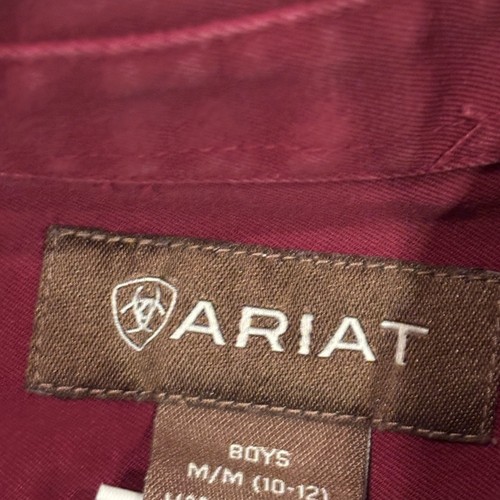 ARIAT
BOYS
M/M (10-12)